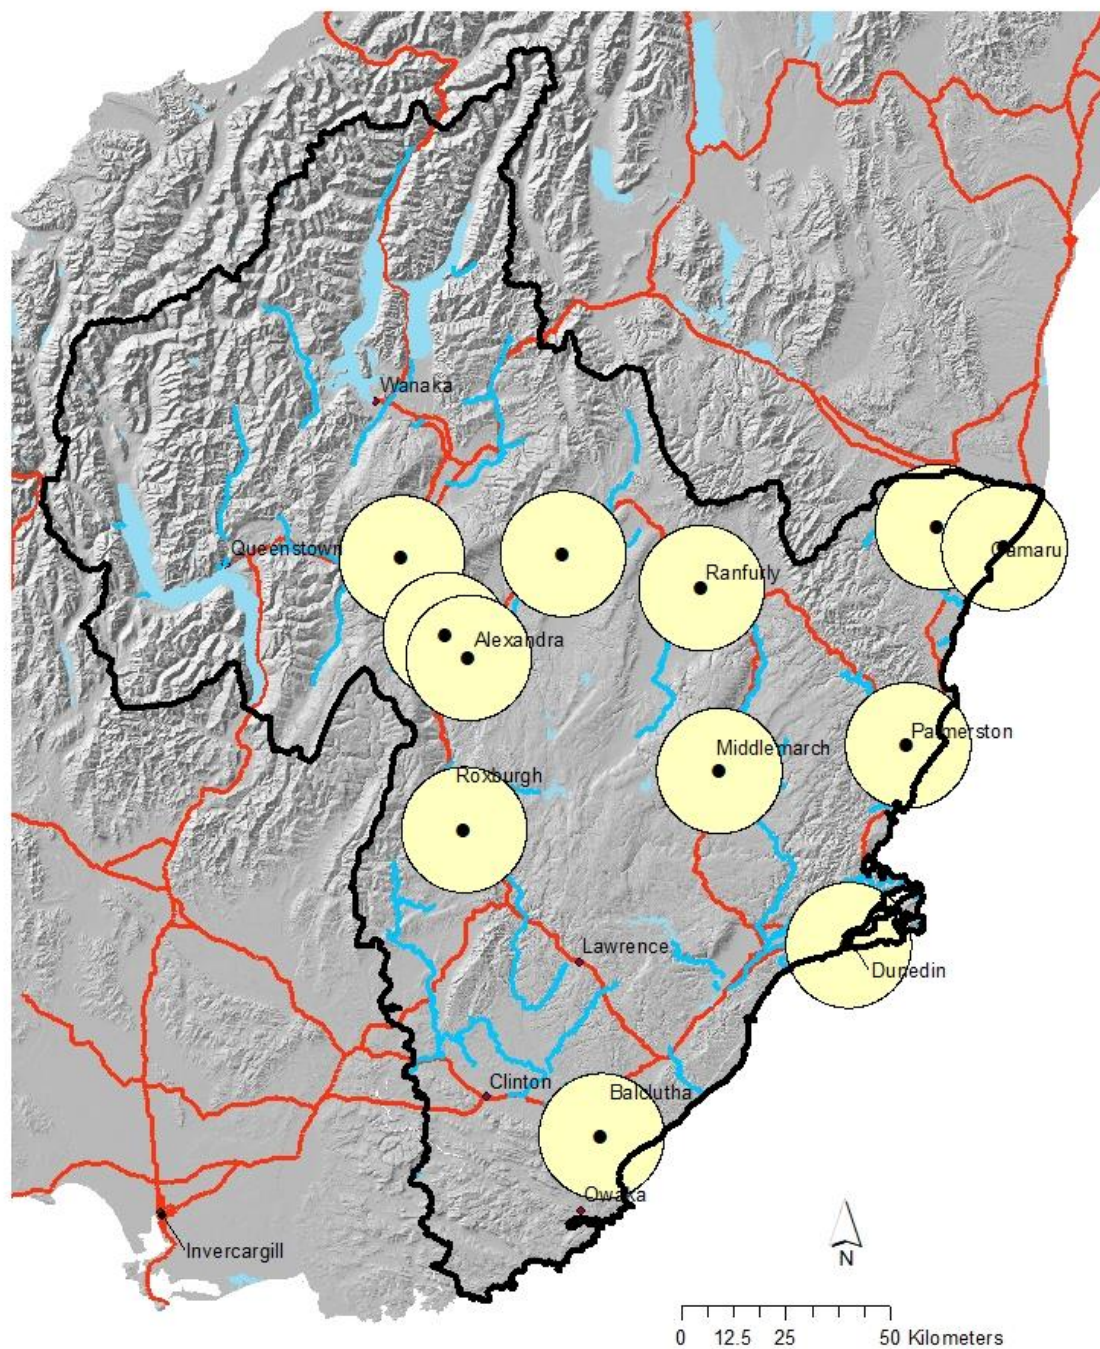 Wanaka
Queenstown
Oamaru
Ranfurly
Alexandra
Palmerston
Middlemarch
Roxburgh
Lawrence
Dunedin
Clinton
Balclutha
Owaka
Invercargill
N
0 12.5 25 50 Kilometers